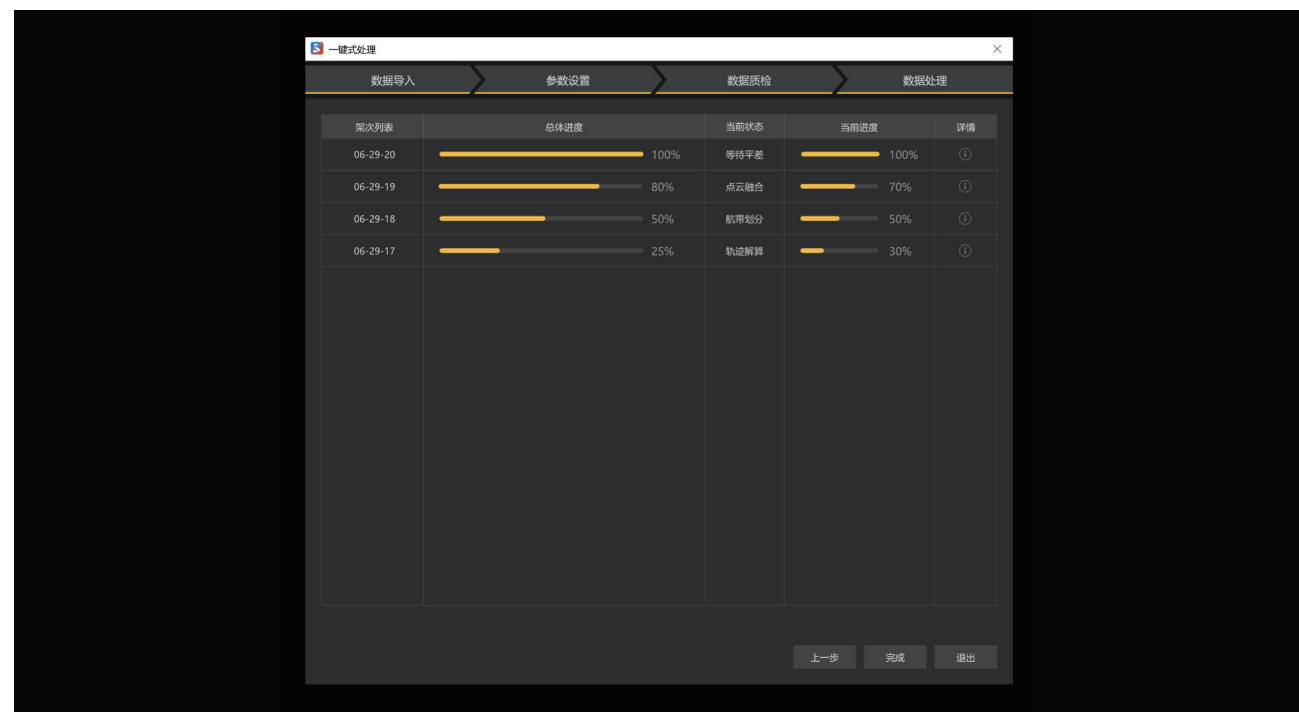 一键式处理
数据导入 参数设置 数据质检 数据处理
架次列表 总体进度 当前状态 当前进度 详情
06-29-20 100% 等待平差 100%
06-29-19 80% 点云融合 70%
06-29-18 50% 航带划分 50%
06-29-17 25% 轨迹解算 30%
上一步 完成 退出